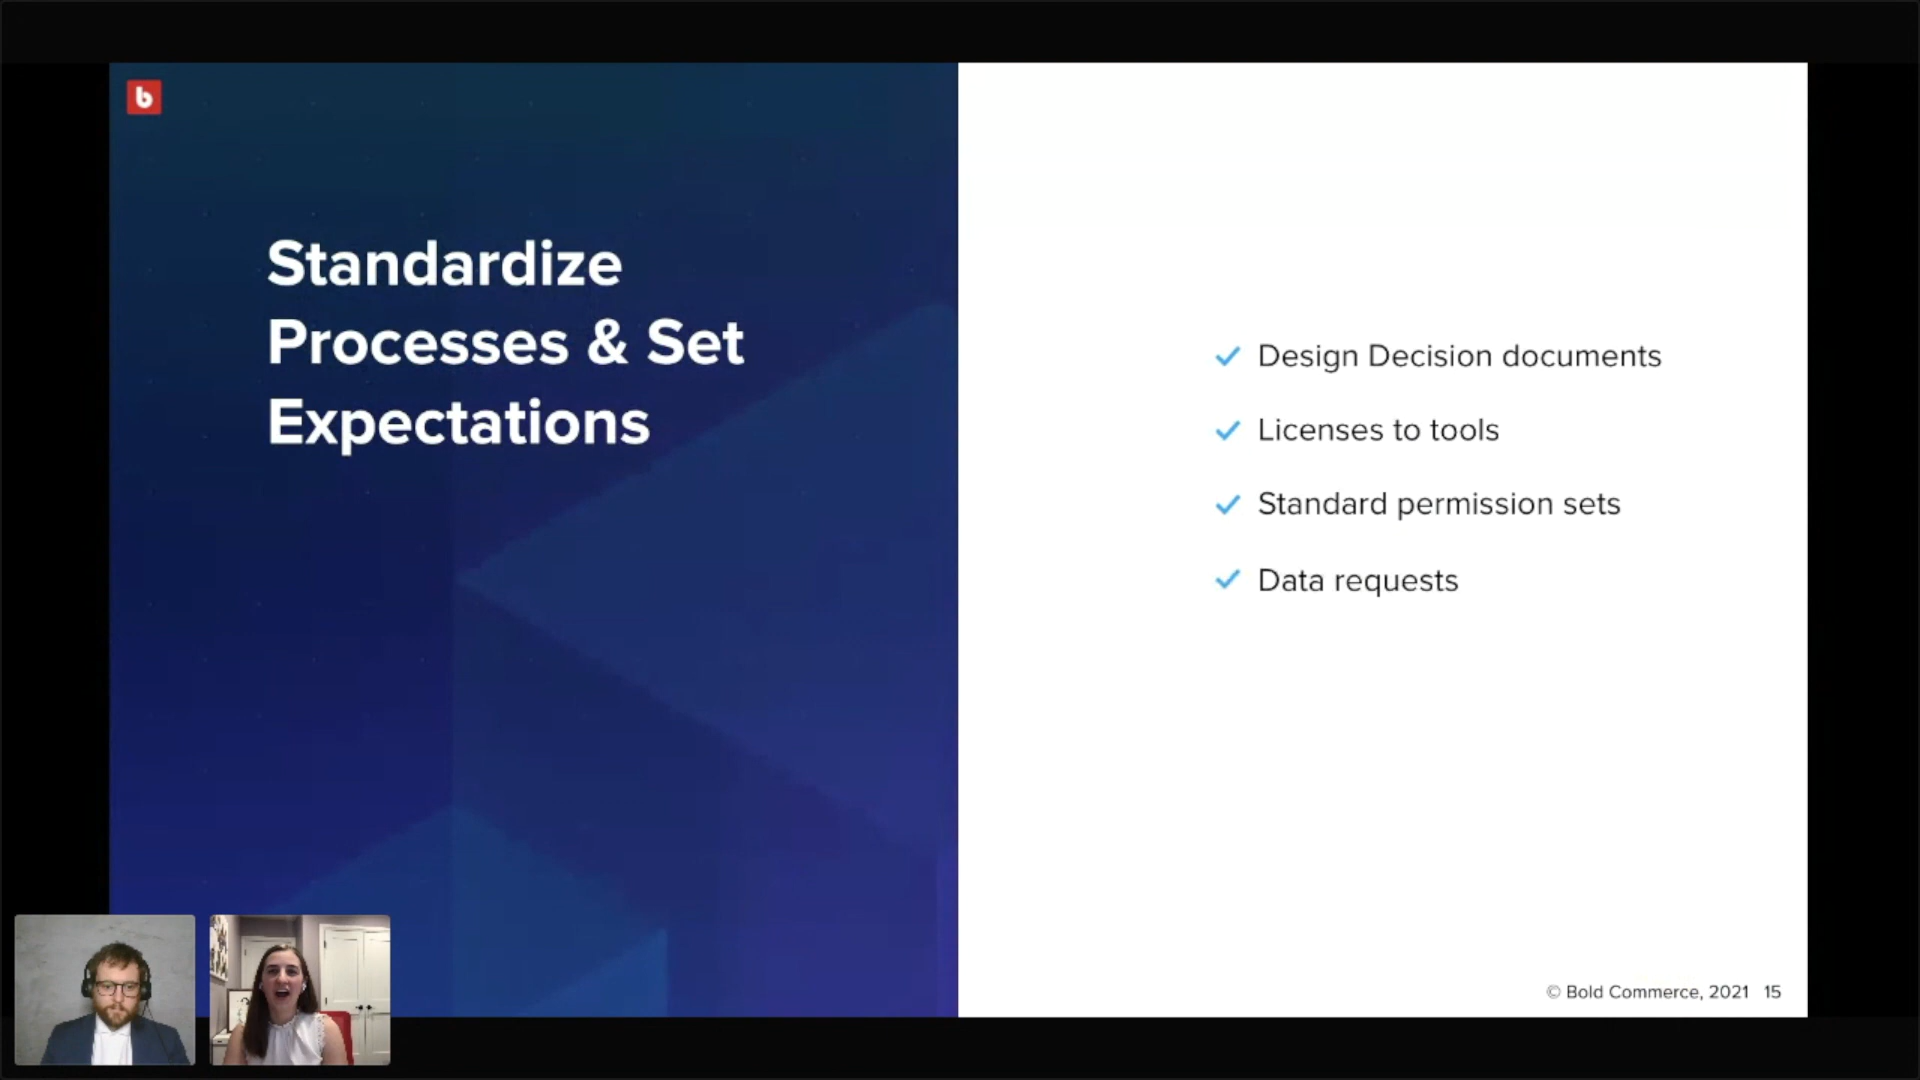 b
Standardize
Processes & Set
Expectations
Design Decision documents
Licenses to tools
Standard permission sets
Data requests
© Bold Commerce, 2021 15